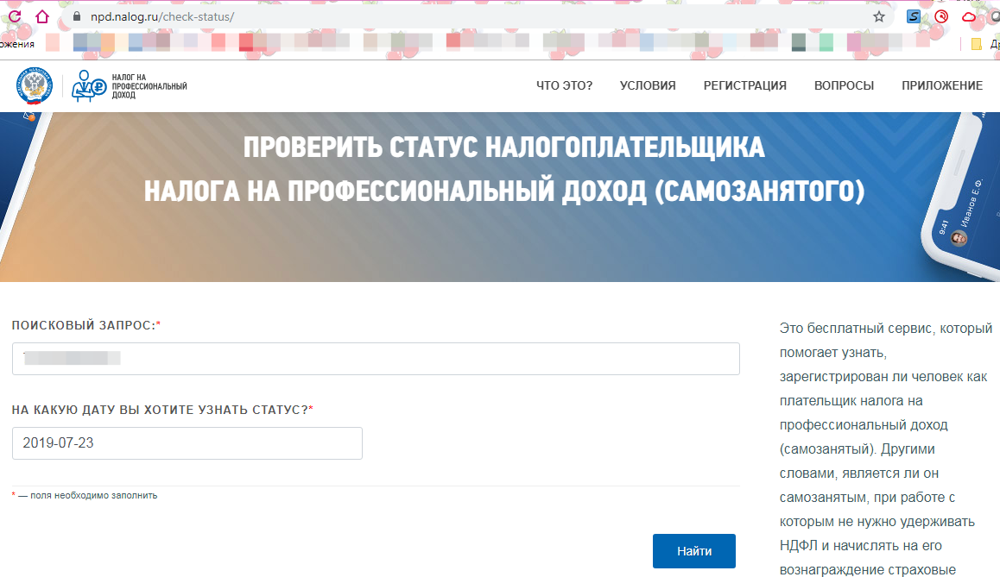 npd.nalog.ru/check-status/
ожения
НАЛОГ НА
ПРОФЕССИОНАЛЬНЫЙ
ДОХОД
ЧТО ЭТО?
УСЛОВИЯ
РЕГИСТРАЦИЯ
ВОПРОСЫ
ПРИЛОЖЕНИЕ
ПРОВЕРИТЬ СТАТУС НАЛОГОПЛАТЕЛЬЩИКА
НАЛОГА НА ПРОФЕССИОНАЛЬНЫЙ ДОХОД (САМОЗАНЯТОГО)
9:41
Иванов Е.Ф.
ПОИСКОВЫЙ ЗАПРОС:*
НА КАКУЮ ДАТУ ВЫ ХОТИТЕ УЗНАТЬ СТАТУС?*
2019-07-23
* — поля необходимо заполнить
Найти
Это бесплатный сервис, который
помогает узнать,
зарегистрирован ли человек как
плательщик налога на
профессиональный доход
(самозанятый). Другими
словами, является ли он
самозанятым, при работе с
которым не нужно удерживать
НДФЛ и начислять на его
вознаграждение страховые